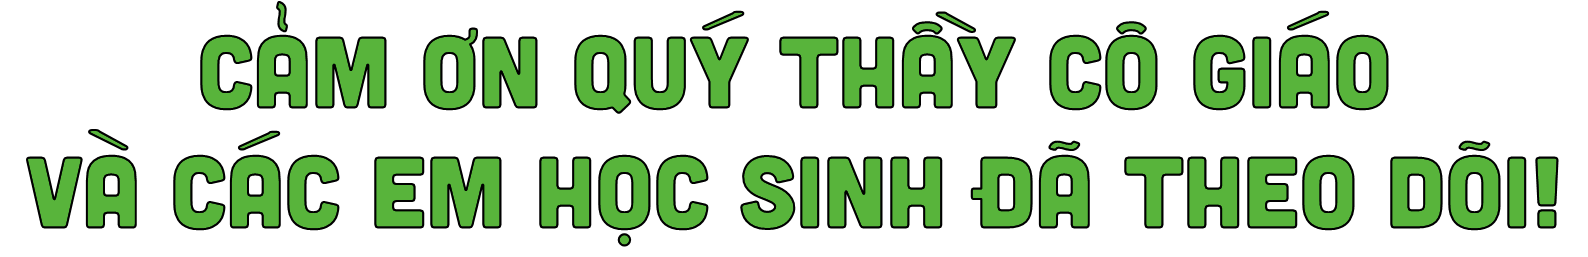 CẢM ƠN QUÝ THẦY CÔ GIÁO
VÀ CÁC EM HỌC SINH ĐÃ THEO DÕI!